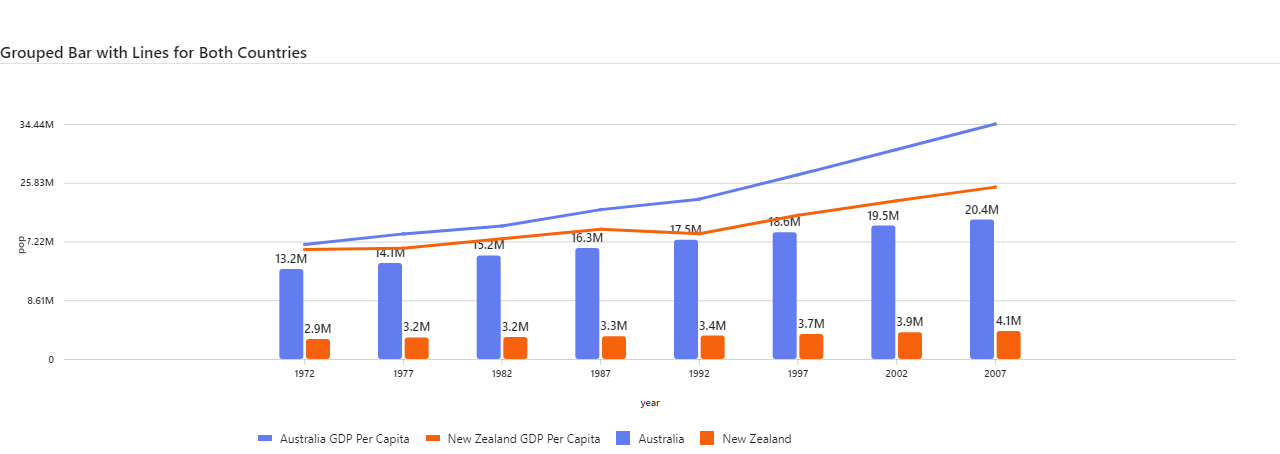 Grouped Bar with Lines for Both Countries
34.44M
25.83M
7.22M
8.61M
0
pop
13.2M
14.1M
15.2M
16.3M
17.5M
18.6M
19.5M
20.4M
2.9M
3.2M
3.2M
3.3M
3.4M
3.7M
3.9M
4.1M
1972 1977 1982 1987 1992 1997 2002 2007
year
Australia GDP Per Capita New Zealand GDP Per Capita Australia New Zealand